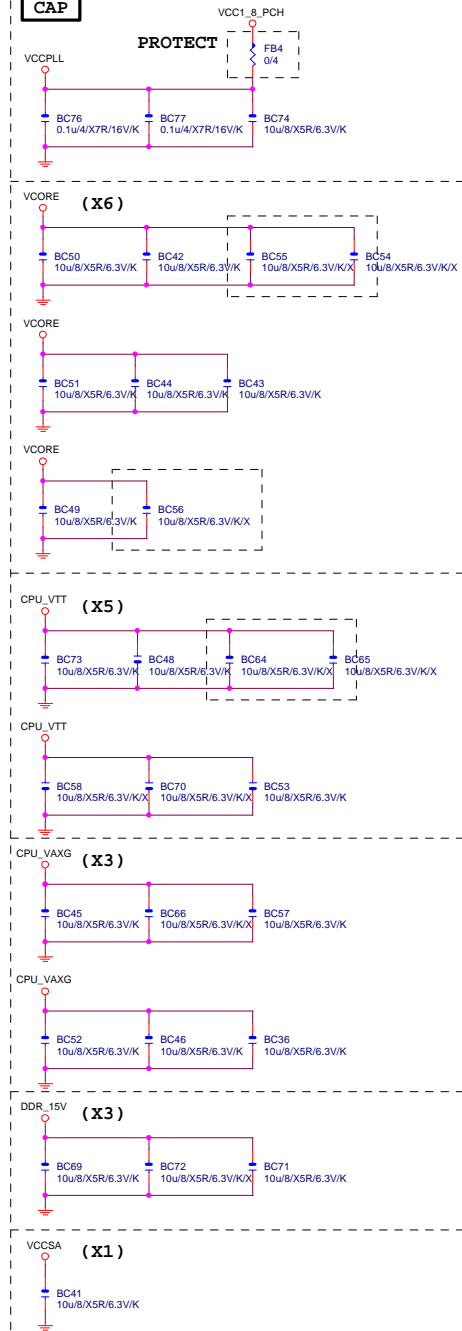 CAP
VCC1_8_PCH
PROTECT
FB4
0/4
VCCPLL
BC76
0.1u/4/X7R/16V/K
BC77
0.1u/4/X7R/16V/K
BC74
10u/8/X5R/6.3V/K
VCORE
(X6)
BC50
10u/8/X5R/6.3V/K
BC42
10u/8/X5R/6.3V/K
BC55
10u/8/X5R/6.3V/K/X
BC54
10u/8/X5R/6.3V/K/X
VCORE
BC51
10u/8/X5R/6.3V/K
BC44
10u/8/X5R/6.3V/K
BC43
10u/8/X5R/6.3V/K
VCORE
BC49
10u/8/X5R/6.3V/K
BC56
10u/8/X5R/6.3V/K/X
CPU_VTT
(X5)
BC73
10u/8/X5R/6.3V/K
BC48
10u/8/X5R/6.3V/K
BC64
10u/8/X5R/6.3V/K/X
BC65
10u/8/X5R/6.3V/K/X
CPU_VTT
BC58
10u/8/X5R/6.3V/K/X
BC70
10u/8/X5R/6.3V/K/X
BC53
10u/8/X5R/6.3V/K
CPU_VAXG
(X3)
BC45
10u/8/X5R/6.3V/K
BC66
10u/8/X5R/6.3V/K/X
BC57
10u/8/X5R/6.3V/K
CPU_VAXG
BC52
10u/8/X5R/6.3V/K
BC46
10u/8/X5R/6.3V/K
BC36
10u/8/X5R/6.3V/K
DDR_15V
(X3)
BC69
10u/8/X5R/6.3V/K
BC72
10u/8/X5R/6.3V/K/X
BC71
10u/8/X5R/6.3V/K
VCCSA
(X1)
BC41
10u/8/X5R/6.3V/K